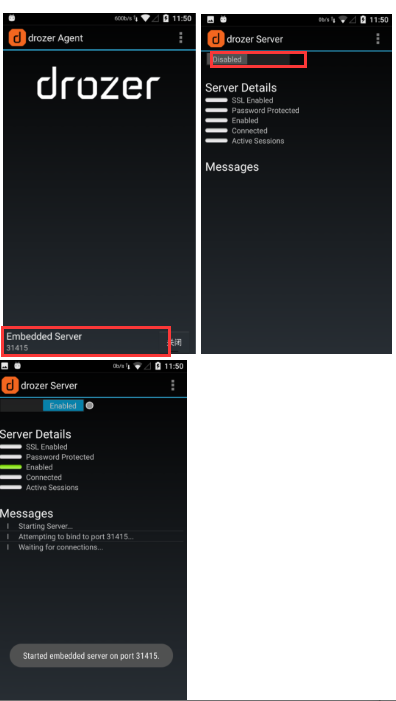 600b/s 11:50
drozer Agent
drozer
Embedded Server
31415
关闭
0b/s 11:50
drozer Server
Disabled
Server Details
SSL Enabled
Password Protected
Enabled
Connected
Active Sessions
Messages
0b/s 11:50
drozer Server
Enabled
Server Details
SSL Enabled
Password Protected
Enabled
Connected
Active Sessions
Messages
I Starting Server...
I Attempting to bind to port 31415...
I Waiting for connections...
Started embedded server on port 31415.